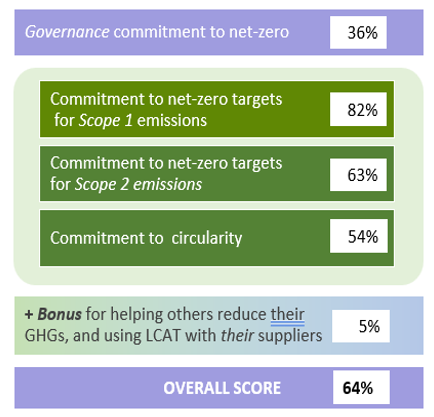 Governance commitment to net-zero 36%
Commitment to net-zero targets
for Scope 1 emissions
82%
Commitment to net-zero targets
for Scope 2 emissions
63%
Commitment to circularity 54%
+ Bonus for helping others reduce their
GHGs, and using LCAT with their suppliers
5%
OVERALL SCORE 64%